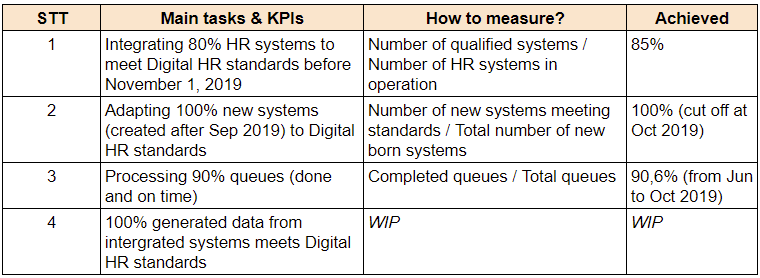 STT
Main tasks & KPIs
How to measure?
Achieved
1
Integrating 80% HR systems to
meet Digital HR standards before
November 1, 2019
Number of qualified systems /
Number of HR systems in
operation
85%
2
Adapting 100% new systems
(created after Sep 2019) to Digital
HR standards
Number of new systems meeting
standards / Total number of new
born systems
100% (cut off at
Oct 2019)
3
Processing 90% queues (done
and on time)
Completed queues / Total queues
90,6% (from Jun
to Oct 2019)
4
100% generated data from
intergrated systems meets Digital
HR standards
WIP
WIP